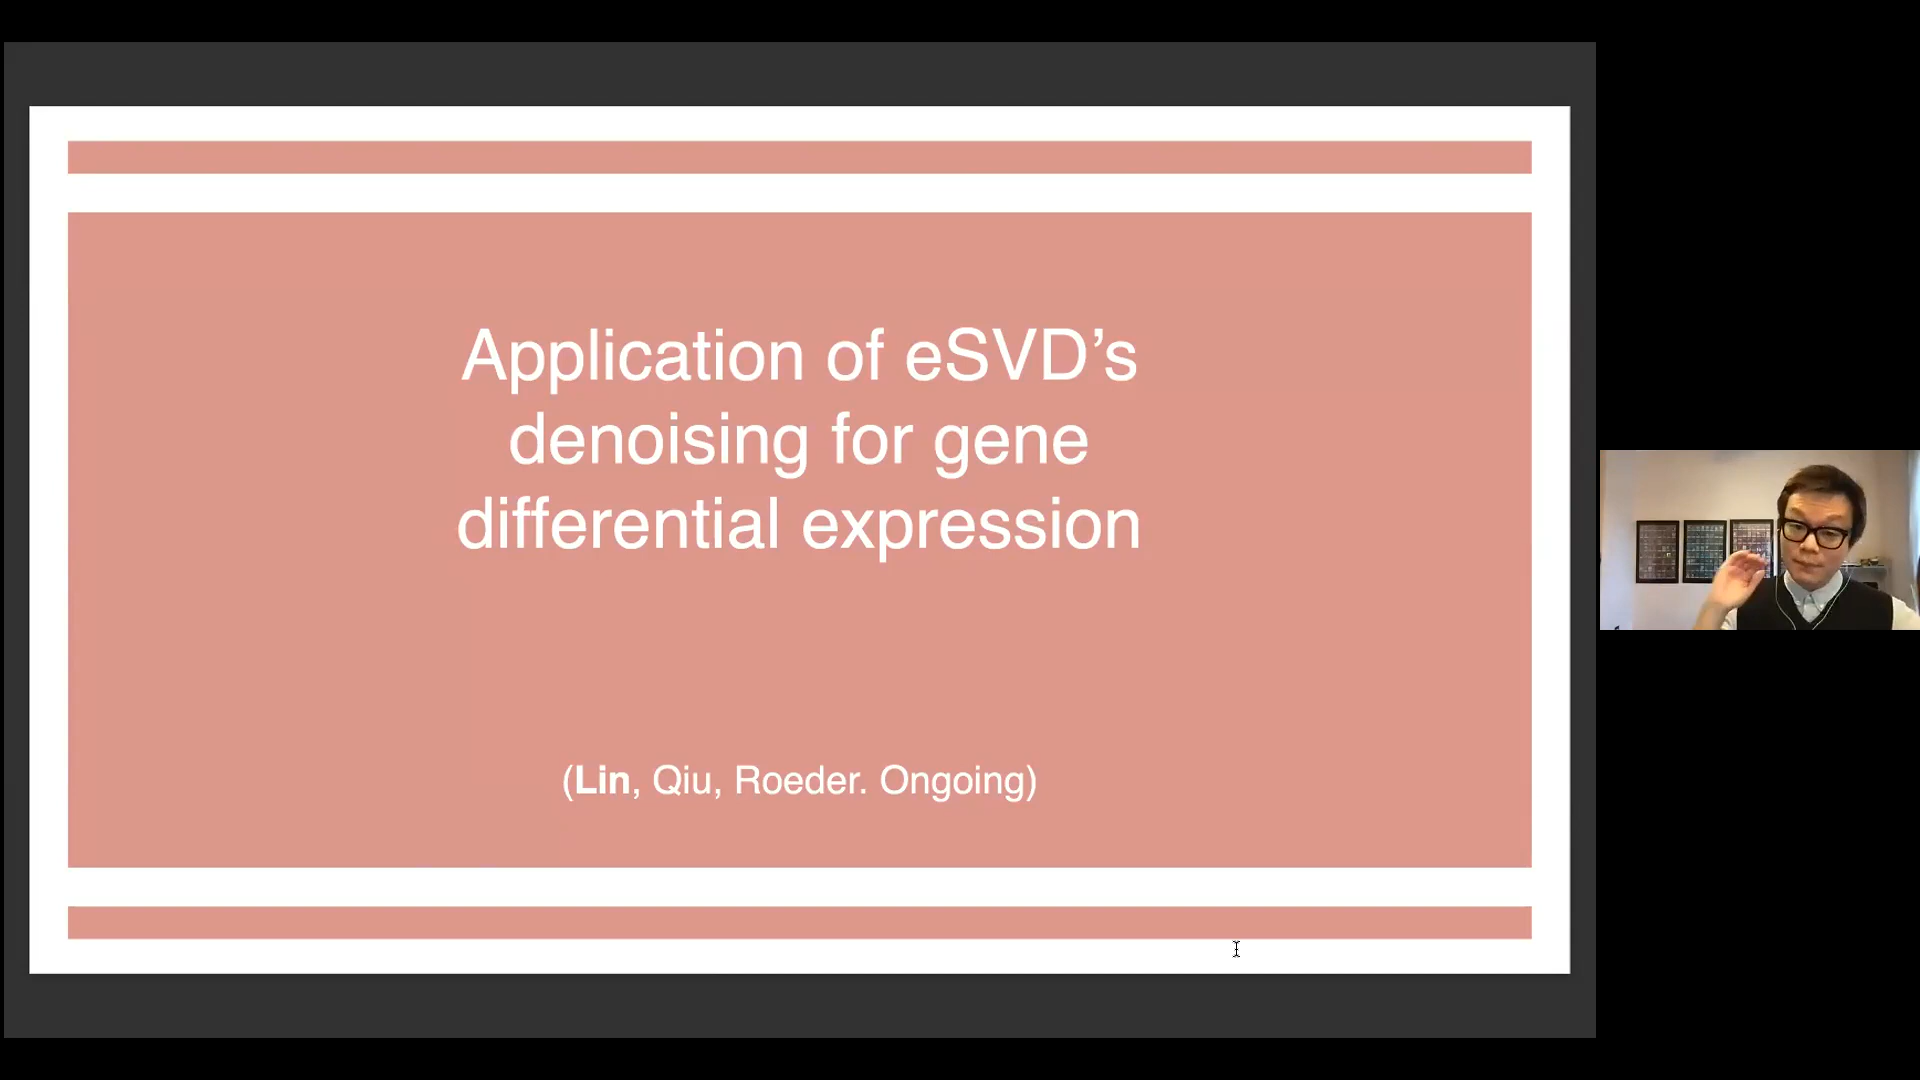 Application of eSVD’s
denoising for gene
differential expression
(Lin, Qiu, Roeder. Ongoing)